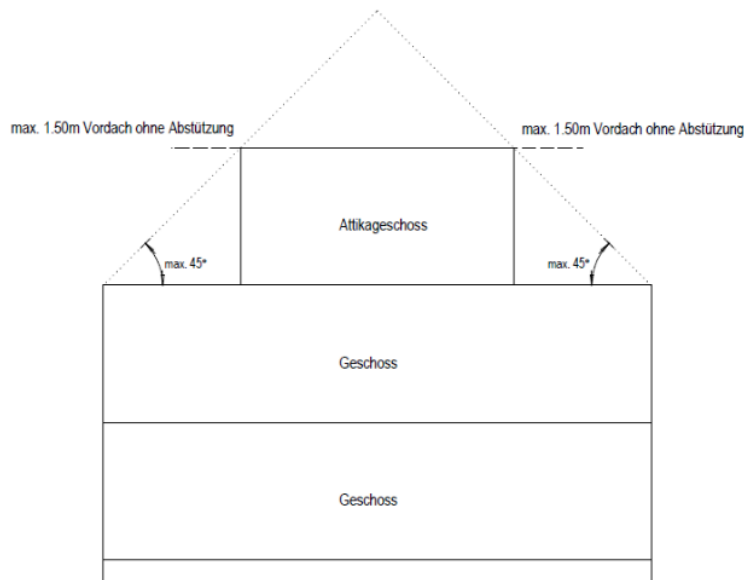 max. 1.50m Vordach ohne Abstützung
max. 1.50m Vordach ohne Abstützung
Attikageschoss
max. 45°
max. 45°
Geschoss
Geschoss